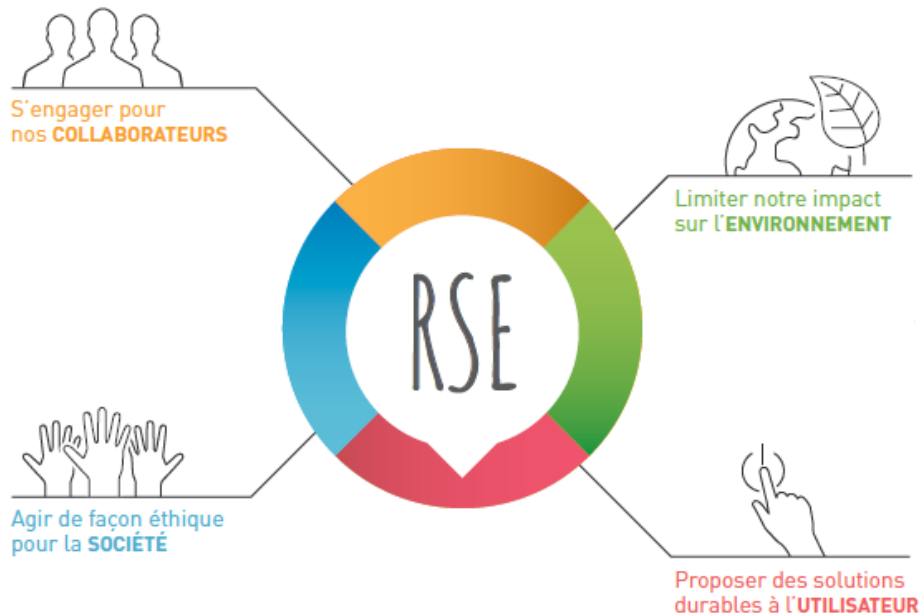 S'engager pour
nos COLLABORATEURS
Limiter notre impact
sur l'ENVIRONNEMENT
RSE
Agir de façon éthique
pour la SOCIÉTÉ
Proposer des solutions
durables à l'UTILISATEUR